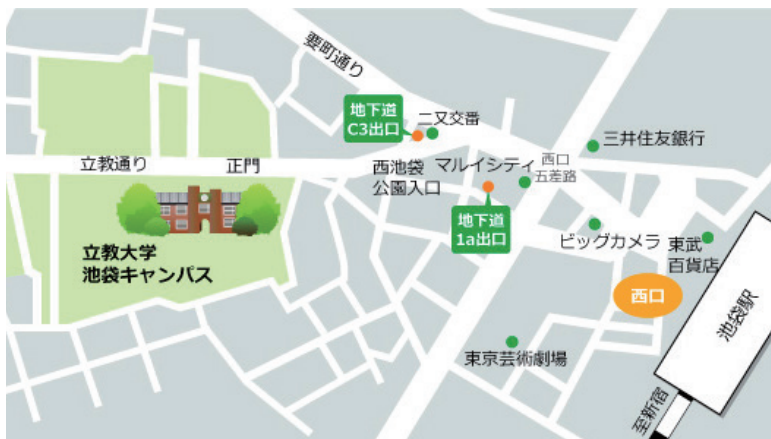 要町通り
地下道
C3出口
二又交番
三井住友銀行
立教通り
正門
西池袋
公園入口
マルイシティ
西口
五差路
地下道
1a出口
ビッグカメラ
東武
百貨店
立教大学
池袋キャンパス
西口
池袋駅
東京芸術劇場
至新宿